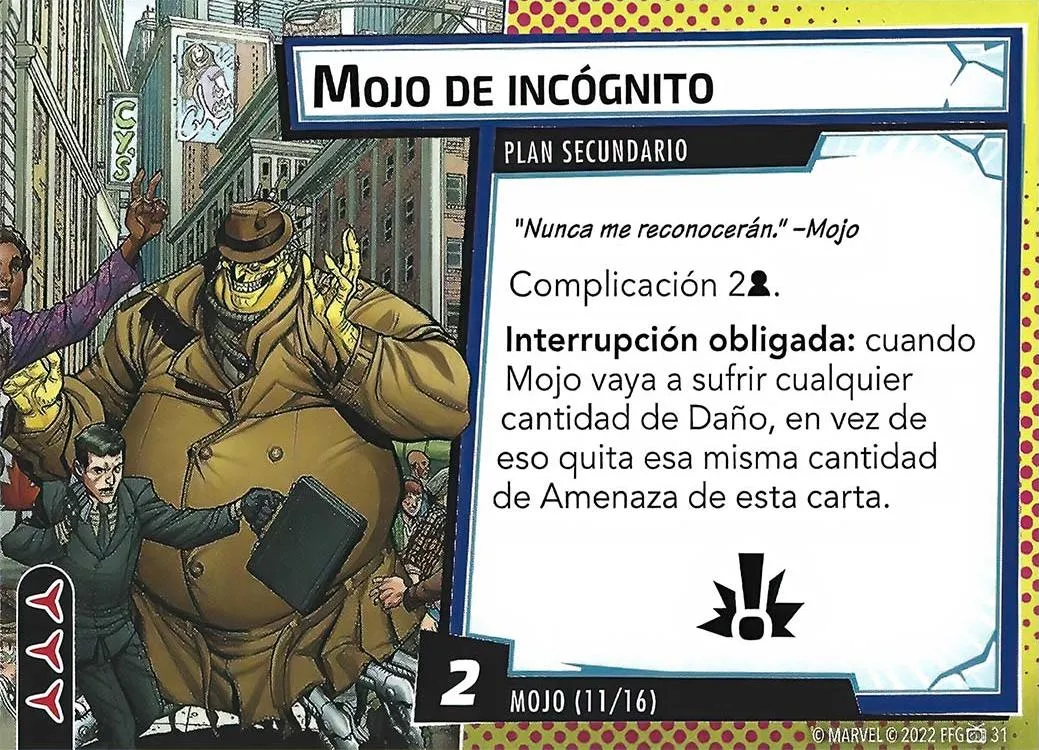 CYS
MOJO DE INCÓGNITO
PLAN SECUNDARIO
"Nunca me reconocerán." –Mojo
Complicación 2.
Interrupción obligada: cuando
Mojo vaya a sufrir cualquier
cantidad de Daño, en vez de
eso quita esa misma cantidad
de Amenaza de esta carta.
2
MOJO (11/16)
© MARVEL © 2022 FFG 31